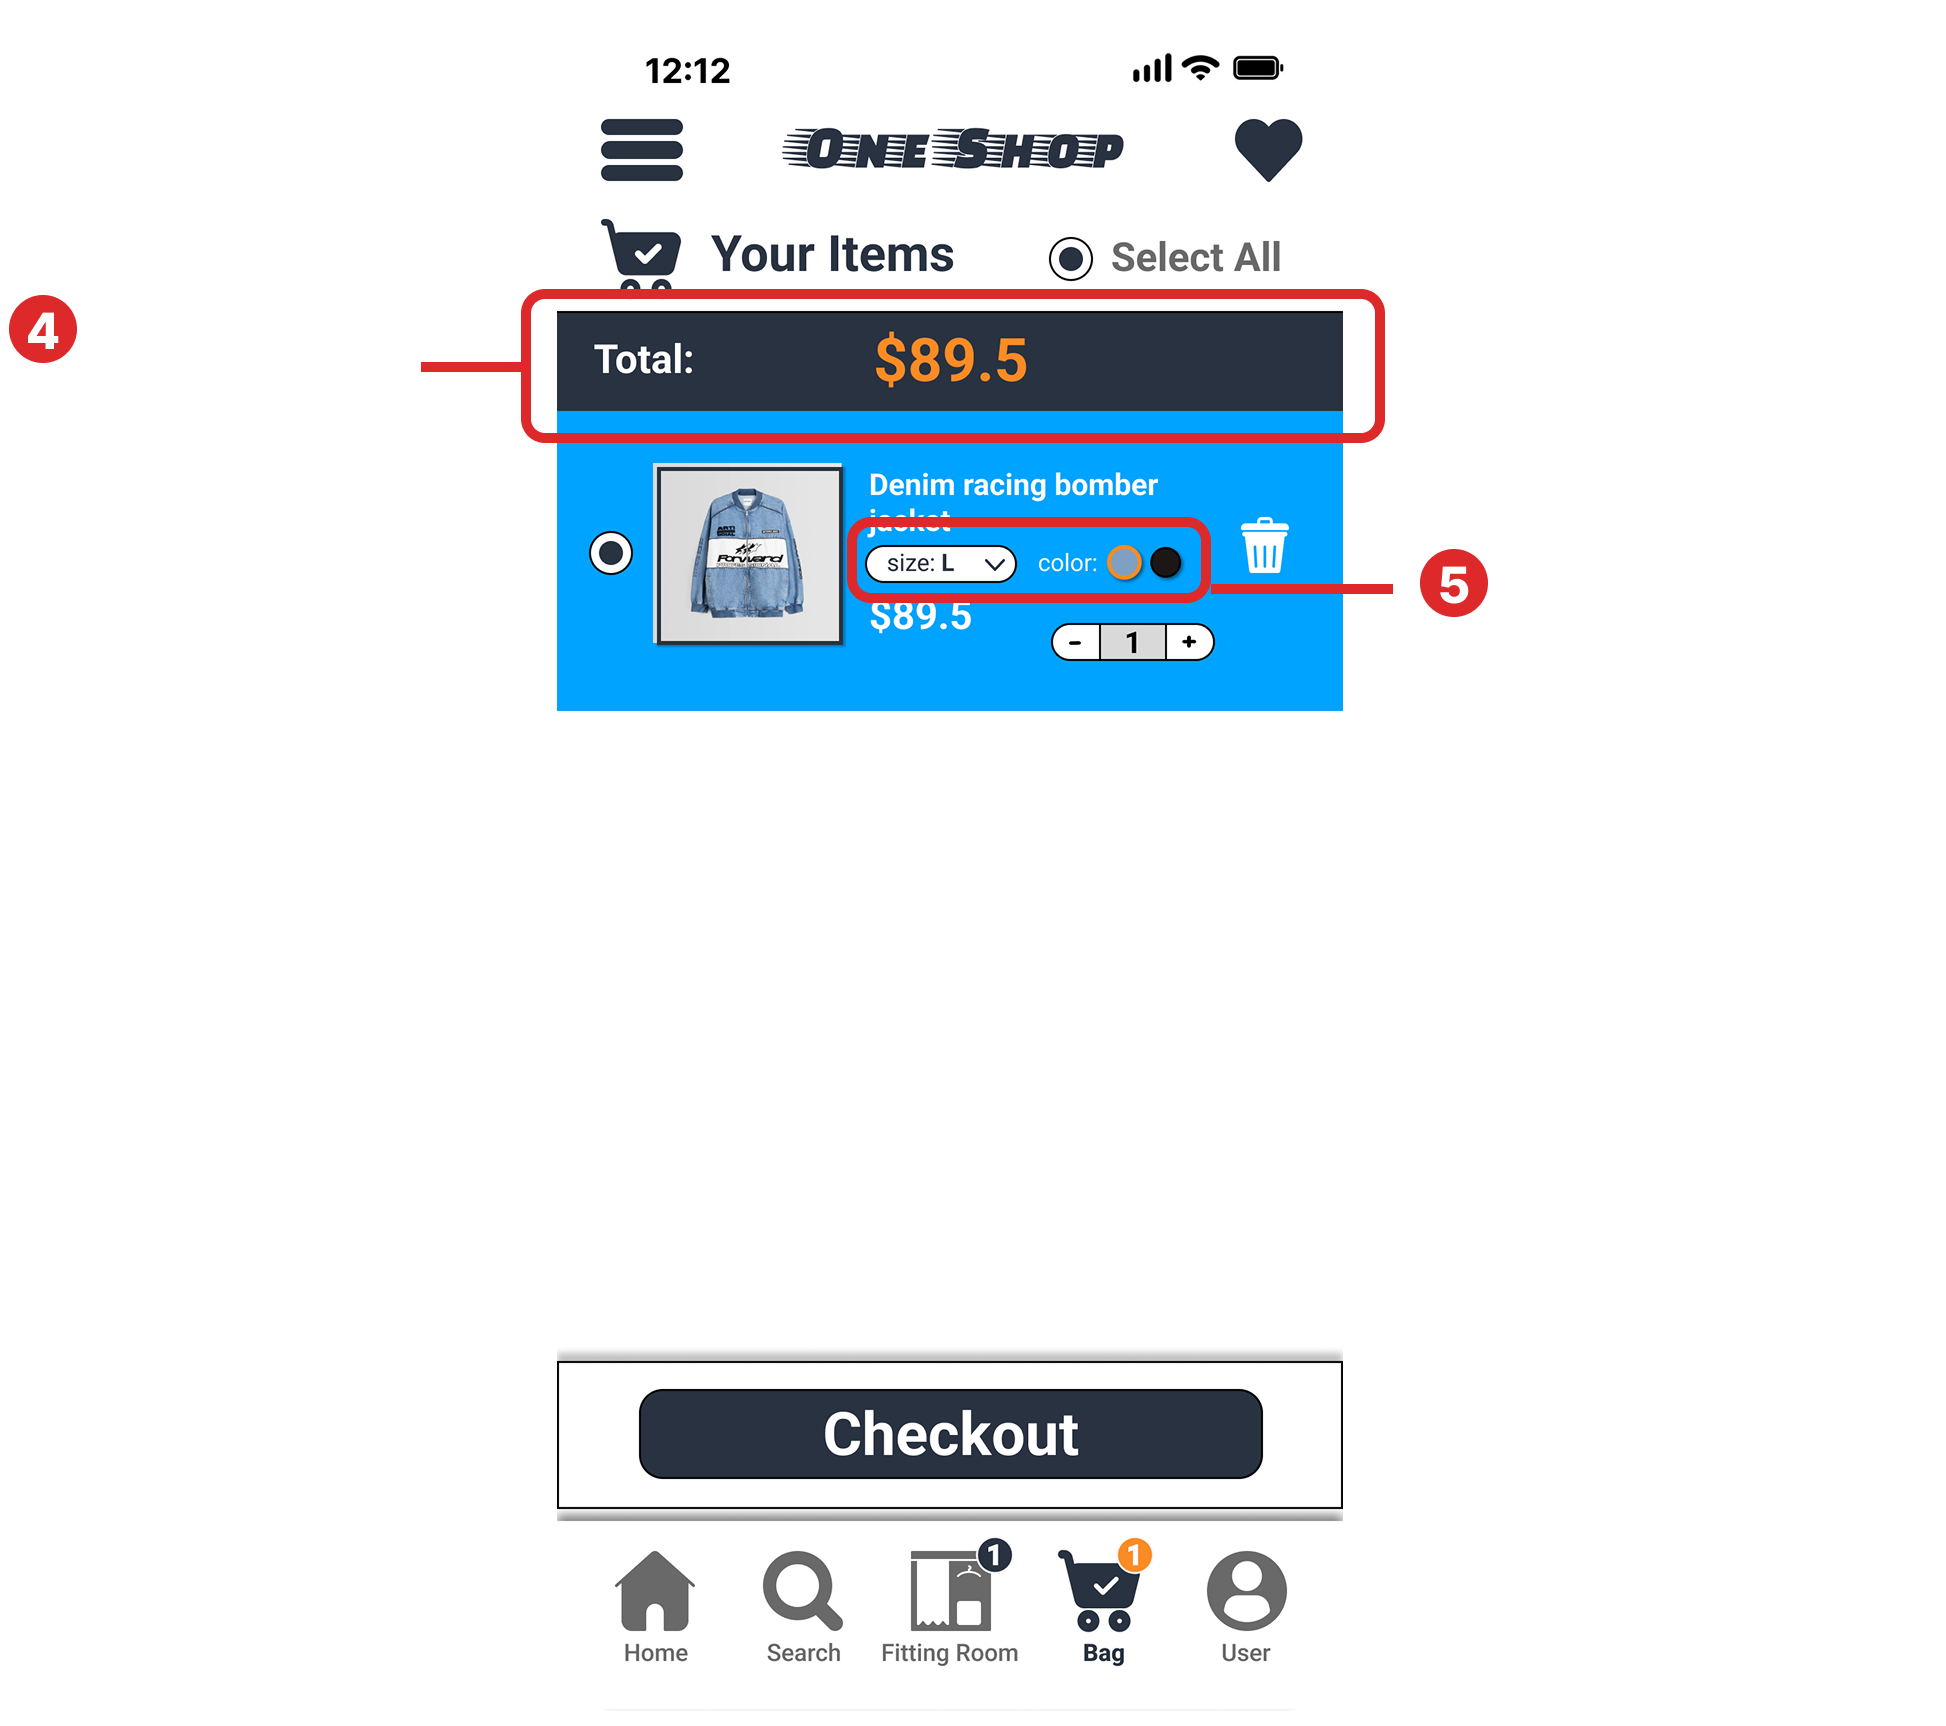 12:12
ONE SHOP
Your Items
Select All
4
Total:
$89.5
Denim racing bomber
jacket
size: L
color:
5
Forward
$89.5
- 1 +
Checkout
1
1
Home
Search
Fitting Room
Bag
User